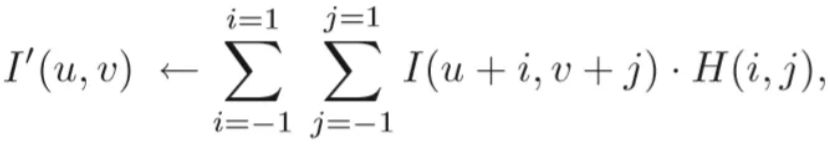 I′(u, v) ← ∑_{i=−1}^{i=1} ∑_{j=−1}^{j=1} I(u + i, v + j) · H(i, j),